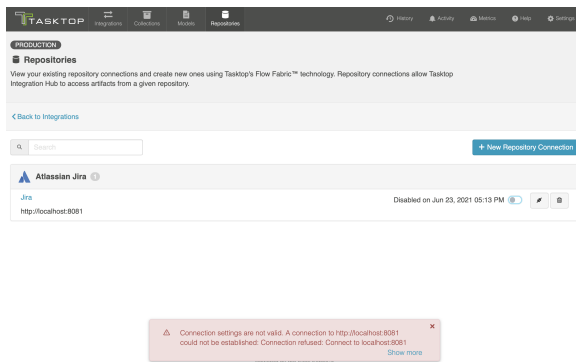 TASKTOP
Integrations
Collections
Models
Repositories
History
Activity
Metrics
Help
Settings
PRODUCTION
Repositories
View your existing repository connections and create new ones using Tasktop's Flow Fabric™ technology. Repository connections allow Tasktop
Integration Hub to access artifacts from a given repository.
Back to Integrations
Search
+ New Repository Connection
Atlassian Jira 1
Jira
Disabled on Jun 23, 2021 05:13 PM
http://localhost:8081
Connection settings are not valid. A connection to http://localhost:8081
could not be established: Connection refused: Connect to localhost:8081
Show more